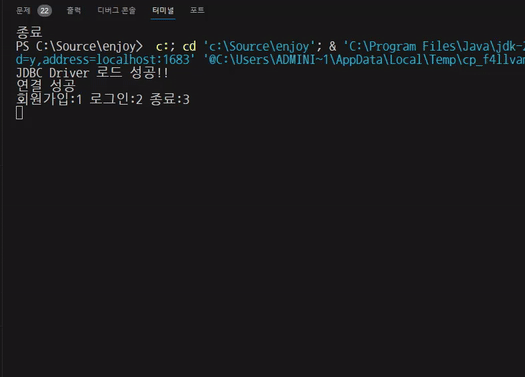 문제 22 출력 디버그 콘솔 터미널 포트
종료
PS C:\Source\enjoy>  c:; cd 'c:\Source\enjoy'; & 'C:\Program Files\Java\jdk-2
d=y,address=localhost:1683' '@C:\Users\ADMINI~1\AppData\Local\Temp\cp_f4llvam
JDBC Driver 로드 성공!!
연결 성공
회원가입:1 로그인:2 종료:3